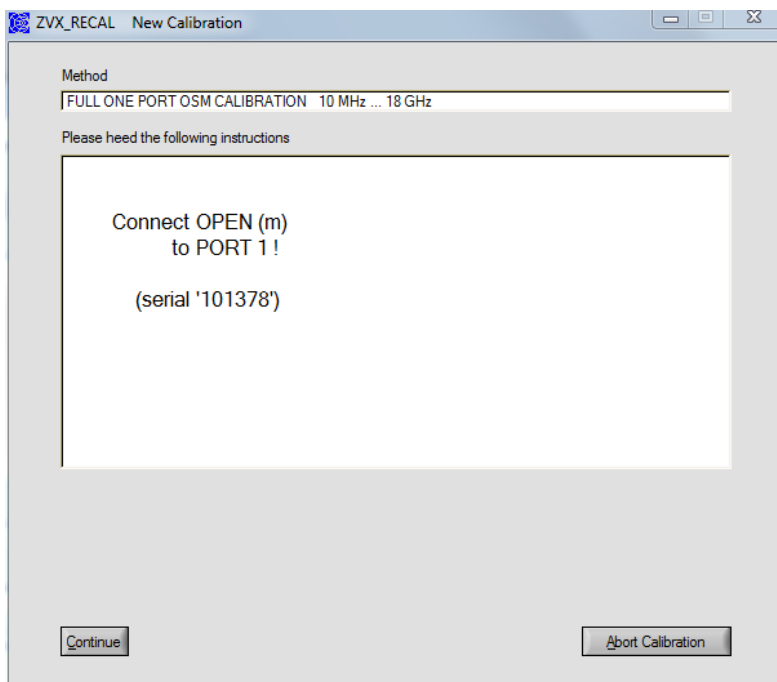 ZVX_RECAL New Calibration
Method
FULL ONE PORT OSM CALIBRATION 10 MHz ... 18 GHz
Please heed the following instructions
Connect OPEN (m)
to PORT 1 !
(serial '101378')
Continue
Abort Calibration